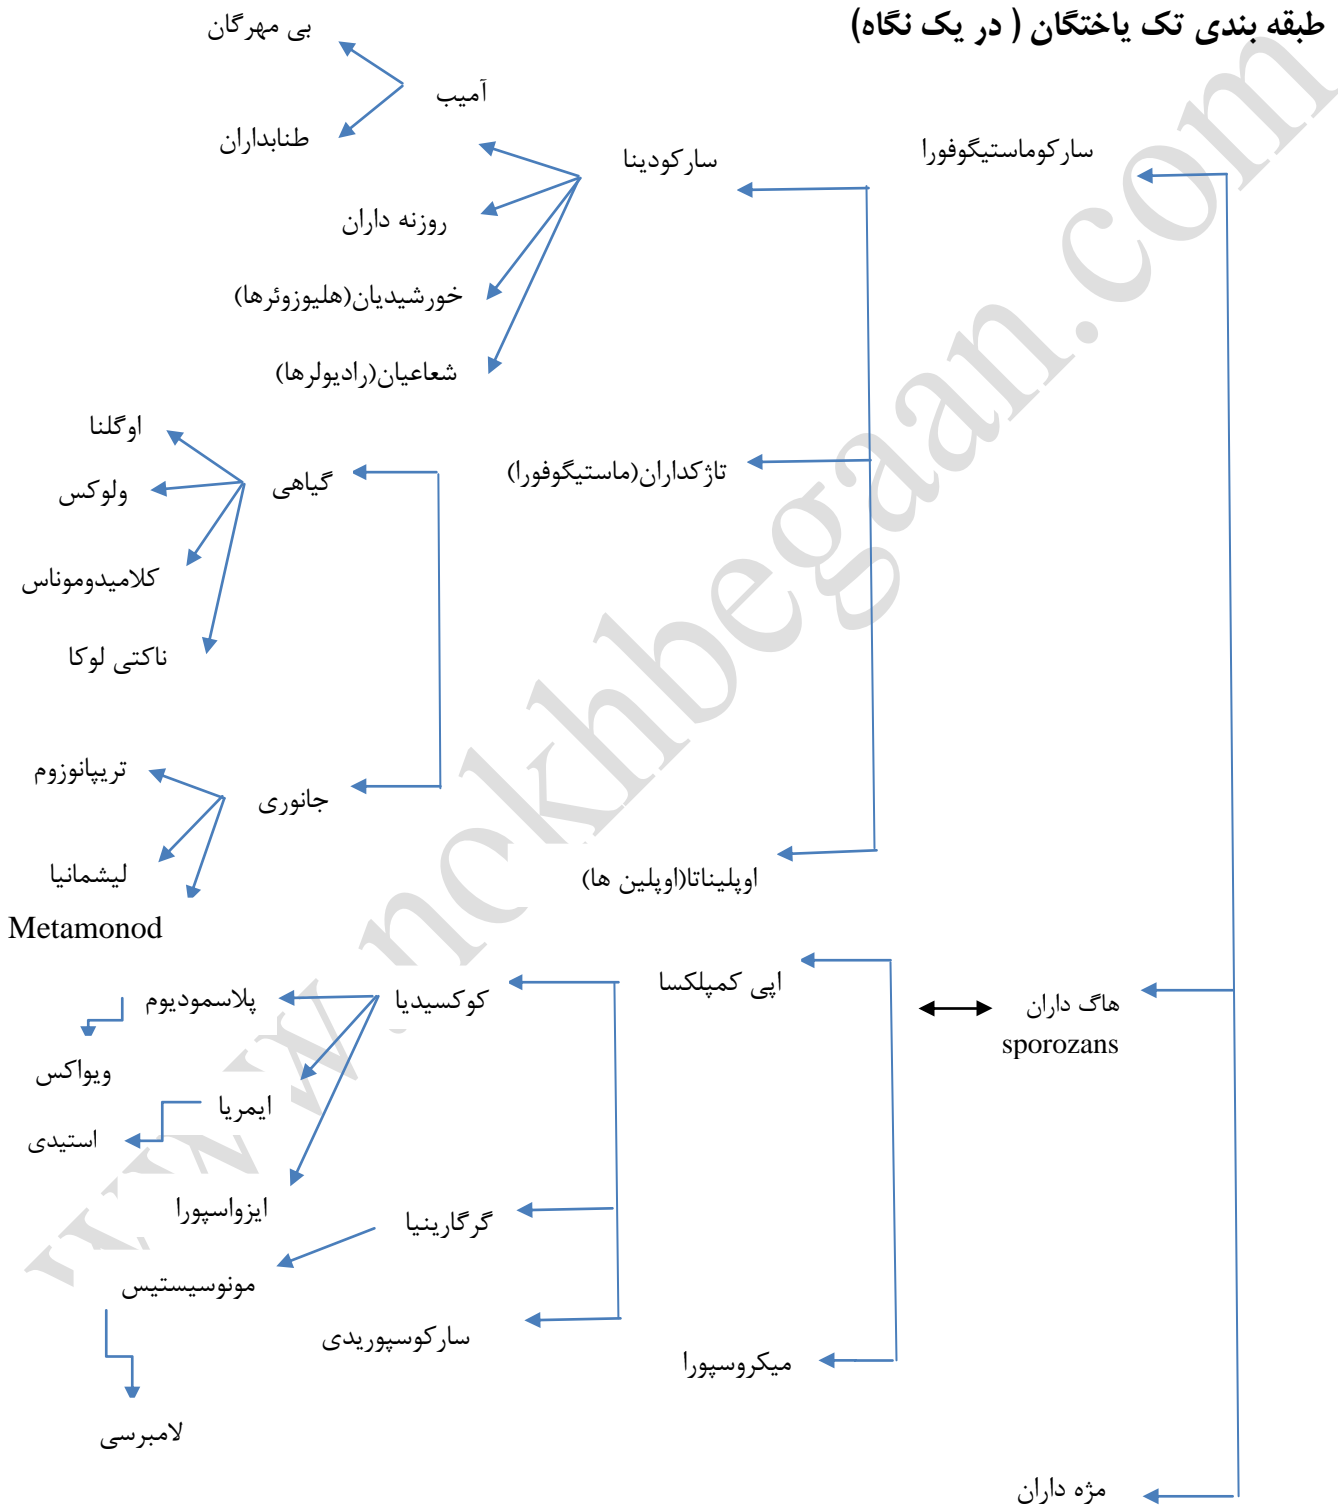 طبقه بندی تک یاختگان ( در یک نگاه)
سارکوماستیگوفورا
سارکودینا
آمیب
بی مهرگان
طنابداران
روزنه داران
خورشیدیان(هلیوزوئرها)
شعاعیان(رادیولرها)
تاژکداران(ماستیگوفورا)
گیاهی
اوگلنا
ولوکس
کلامیدوموناس
ناکتی لوکا
جانوری
تریپانوزوم
لیشمانیا
Metamonod
اوپلیناتا(اوپلین ها)
هاگ داران
sporozans
اپی کمپلکسا
کوکسیدیا
پلاسمودیوم
ویواکس
ایمریا
استیدی
ایزواسپورا
گرگارینیا
مونوسیستیس
لامبرسی
سارکوسپوریدی
میکروسپورا
مژه داران
www.nokhbegaan.com